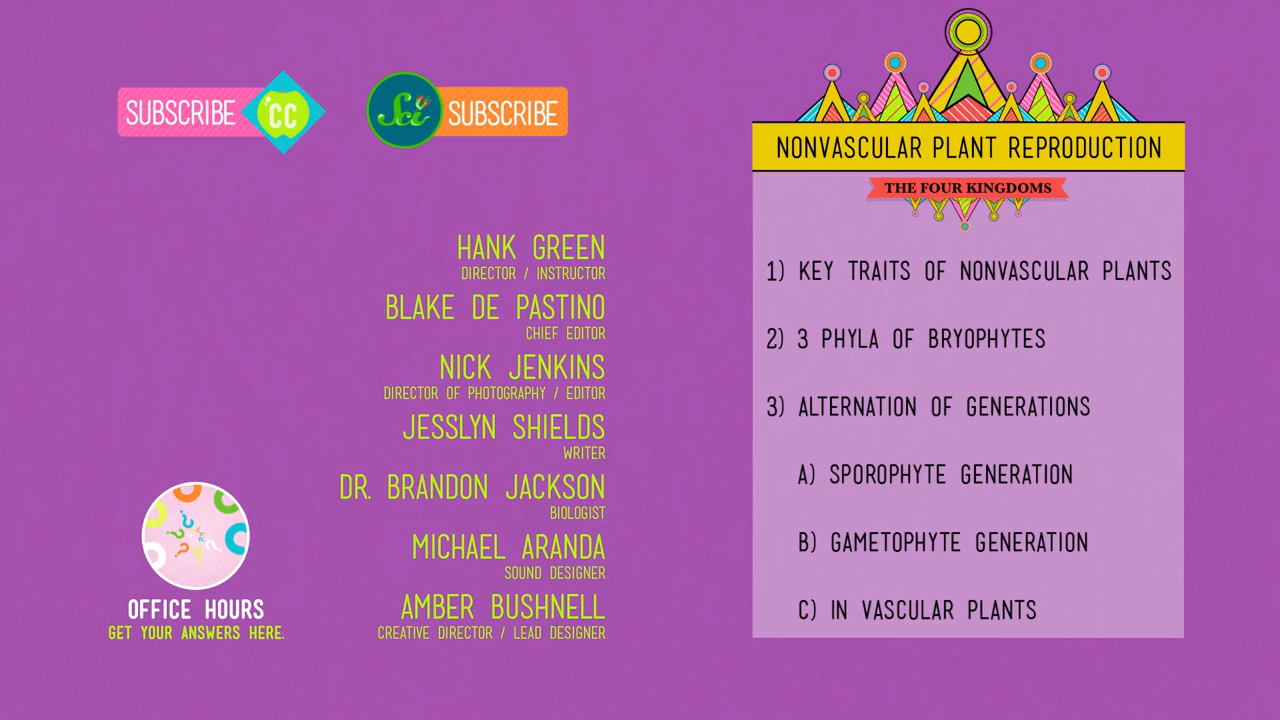 SUBSCRIBE
CC
Sci
SUBSCRIBE
HANK GREEN
DIRECTOR / INSTRUCTOR
BLAKE DE PASTINO
CHIEF EDITOR
NICK JENKINS
DIRECTOR OF PHOTOGRAPHY / EDITOR
JESSLYN SHIELDS
WRITER
DR. BRANDON JACKSON
BIOLOGIST
MICHAEL ARANDA
SOUND DESIGNER
AMBER BUSHNELL
CREATIVE DIRECTOR / LEAD DESIGNER
OFFICE HOURS
GET YOUR ANSWERS HERE.
NONVASCULAR PLANT REPRODUCTION
THE FOUR KINGDOMS
1) KEY TRAITS OF NONVASCULAR PLANTS
2) 3 PHYLA OF BRYOPHYTES
3) ALTERNATION OF GENERATIONS
A) SPOROPHYTE GENERATION
B) GAMETOPHYTE GENERATION
C) IN VASCULAR PLANTS